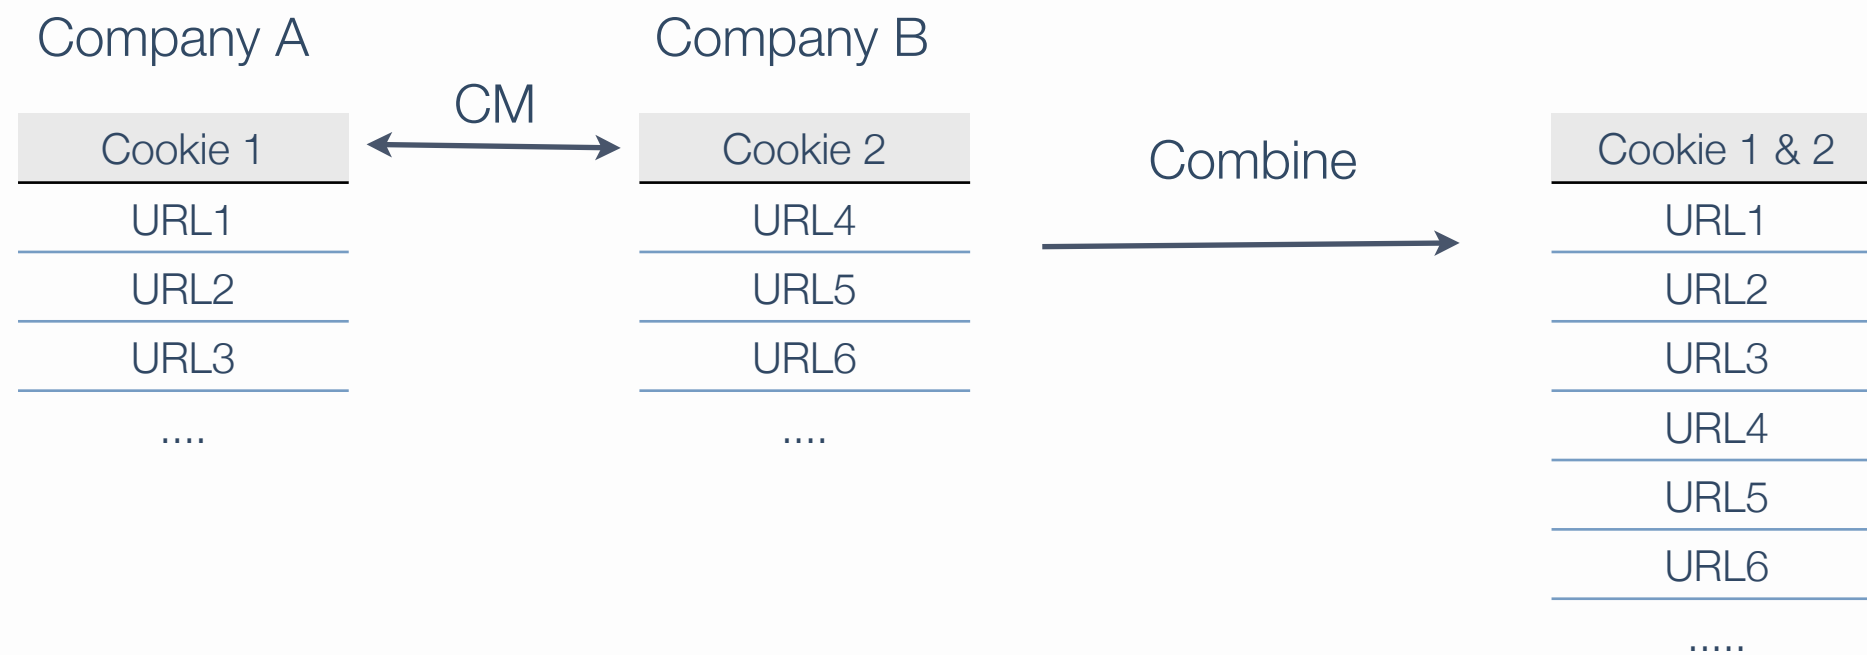 Company A
Company B
CM
Cookie 1
Cookie 2
Combine
Cookie 1 & 2
URL1
URL4
URL1
URL2
URL5
URL2
URL3
URL6
URL3
....
....
URL4
URL5
URL6
.....